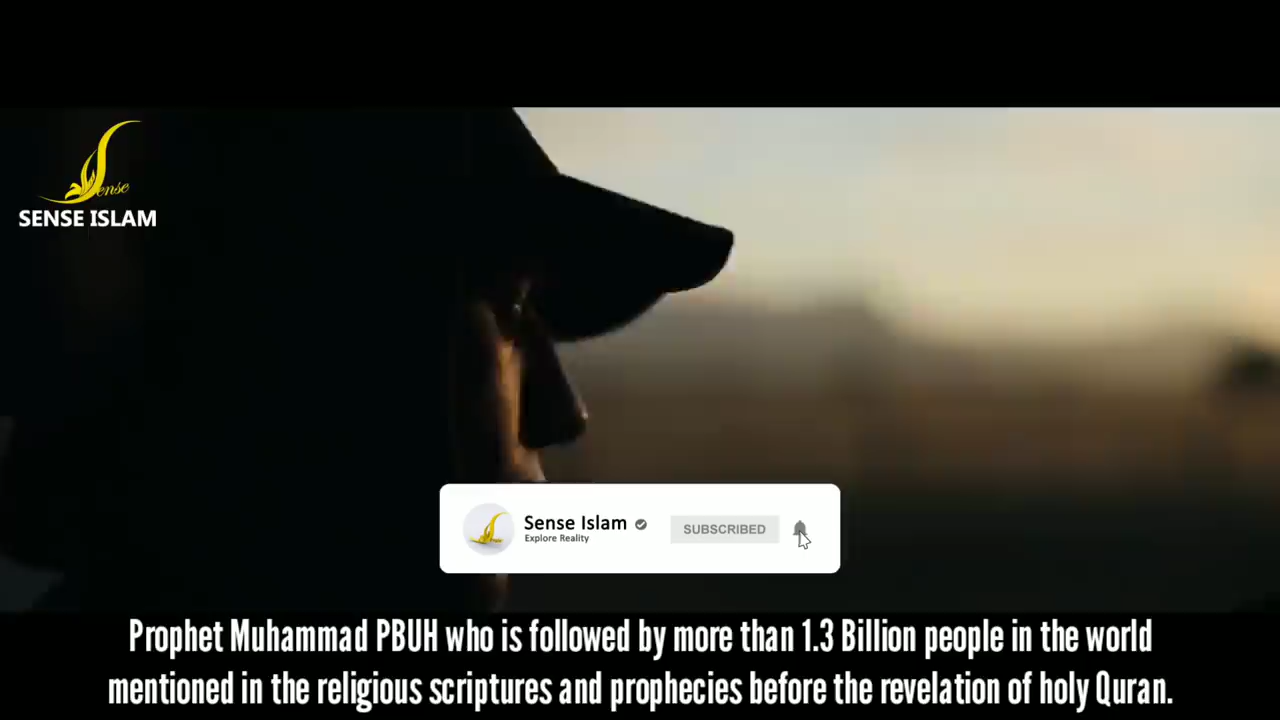 ense
SENSE ISLAM
Sense Islam
Explore Reality
SUBSCRIBED
Prophet Muhammad PBUH who is followed by more than 1.3 Billion people in the world
mentioned in the religious scriptures and prophecies before the revelation of holy Quran.